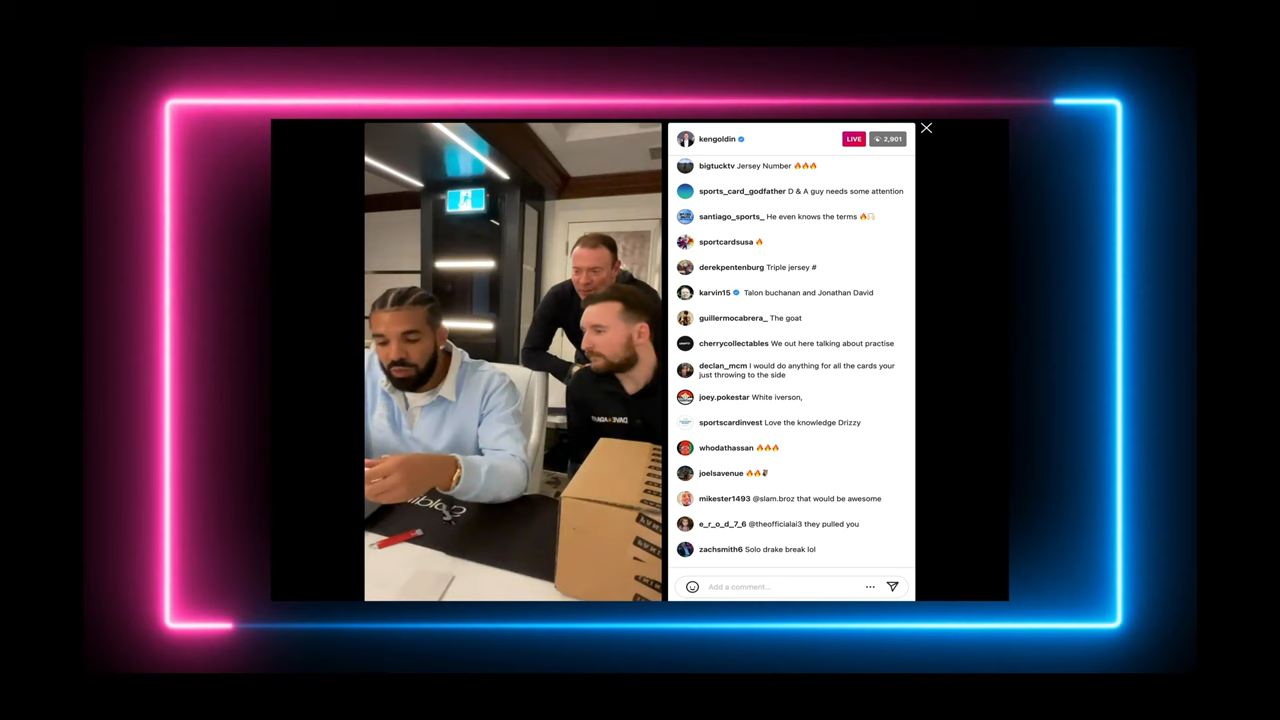 kengoldin
LIVE
2,901
bigtucktv Jersey Number 🔥🔥🔥
sports_card_godfather D & A guy needs some attention
santiago_sports_ He even knows the terms 🔥
sportcardsusa 🔥
derekpentenburg Triple jersey #
karvin15 Talon buchanan and Jonathan David
guillermocabrera_ The goat
cherrycollectables We out here talking about practise
declan_mcm I would do anything for all the cards your
just throwing to the side
joey.pokestar White iverson,
sportscardinvest Love the knowledge Drizzy
whodathassan 🔥🔥🔥
joelsavenue 🔥🔥
mikester1493 @slam.broz that would be awesome
e_r_o_d_7_6 @theofficialai3 they pulled you
zachsmith6 Solo drake break lol
Add a comment...